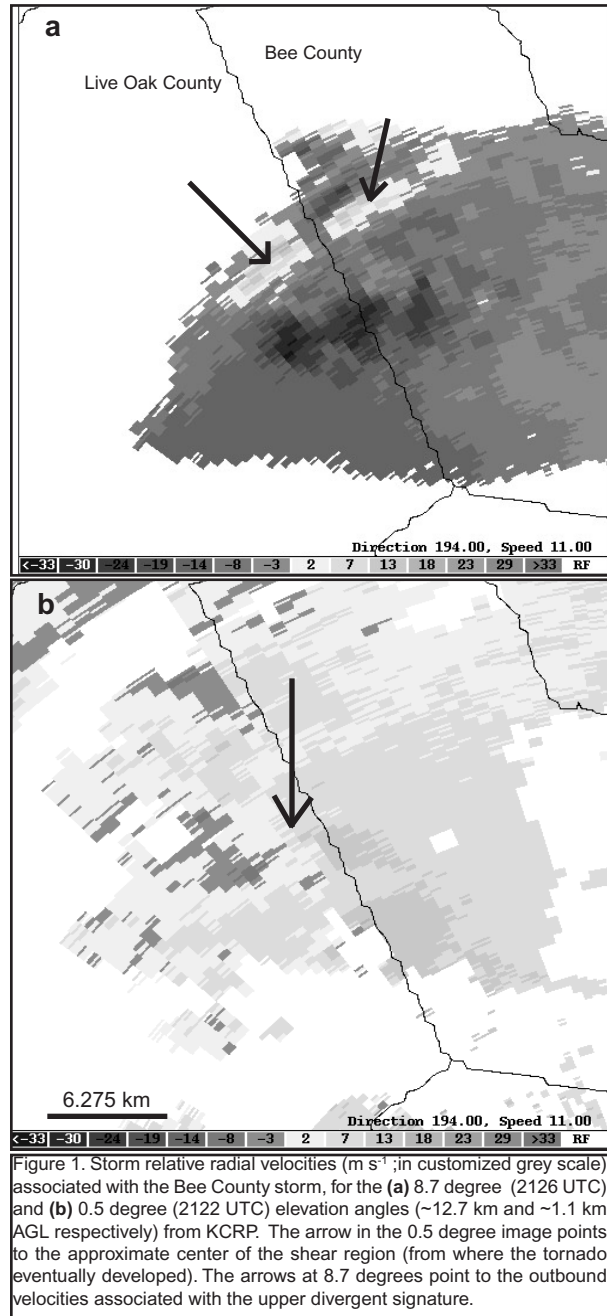 a
Bee County
Live Oak County
Direction 194.00, Speed 11.00
<-33 -30 -24 -19 -14 -8 -3 2 7 13 18 23 29 >33 RF
b
6.275 km
Direction 194.00, Speed 11.00
<-33 -30 -24 -19 -14 -8 -3 2 7 13 18 23 29 >33 RF
Figure 1. Storm relative radial velocities (m s⁻¹ ;in customized grey scale)
associated with the Bee County storm, for the (a) 8.7 degree (2126 UTC)
and (b) 0.5 degree (2122 UTC) elevation angles (~12.7 km and ~1.1 km
AGL respectively) from KCRP. The arrow in the 0.5 degree image points
to the approximate center of the shear region (from where the tornado
eventually developed). The arrows at 8.7 degrees point to the outbound
velocities associated with the upper divergent signature.